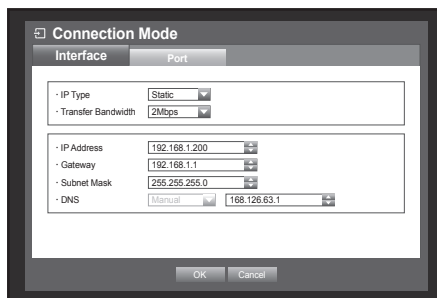 Connection Mode
Interface Port
· IP Type Static
· Transfer Bandwidth 2Mbps
· IP Address 192.168.1.200
· Gateway 192.168.1.1
· Subnet Mask 255.255.255.0
· DNS Manual 168.126.63.1
OK Cancel